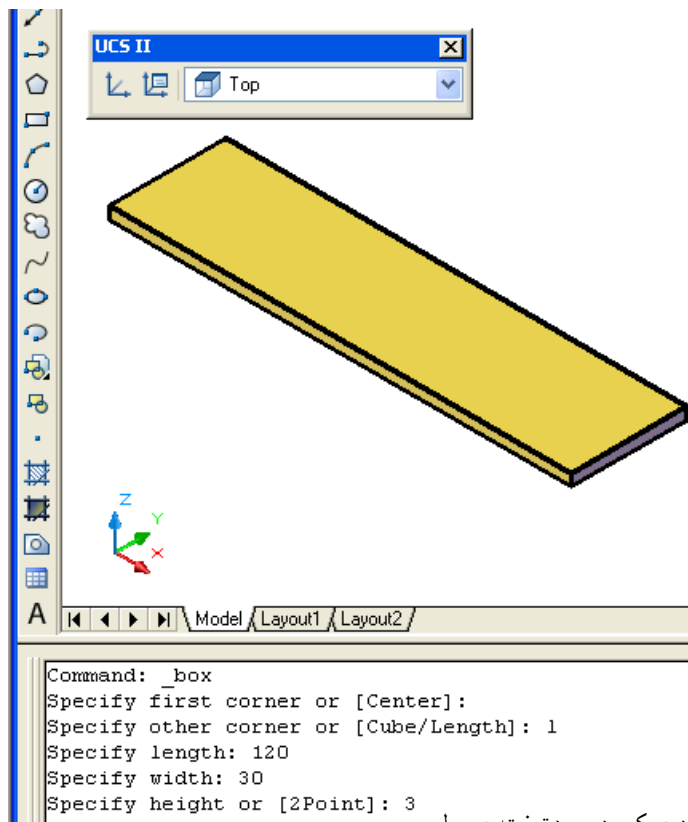 UCS II
Top
Z
Y
X
A
Model Layout1 Layout2
Command: _box
Specify first corner or [Center]:
Specify other corner or [Cube/Length]: l
Specify length: 120
Specify width: 30
Specify height or [2Point]: 3